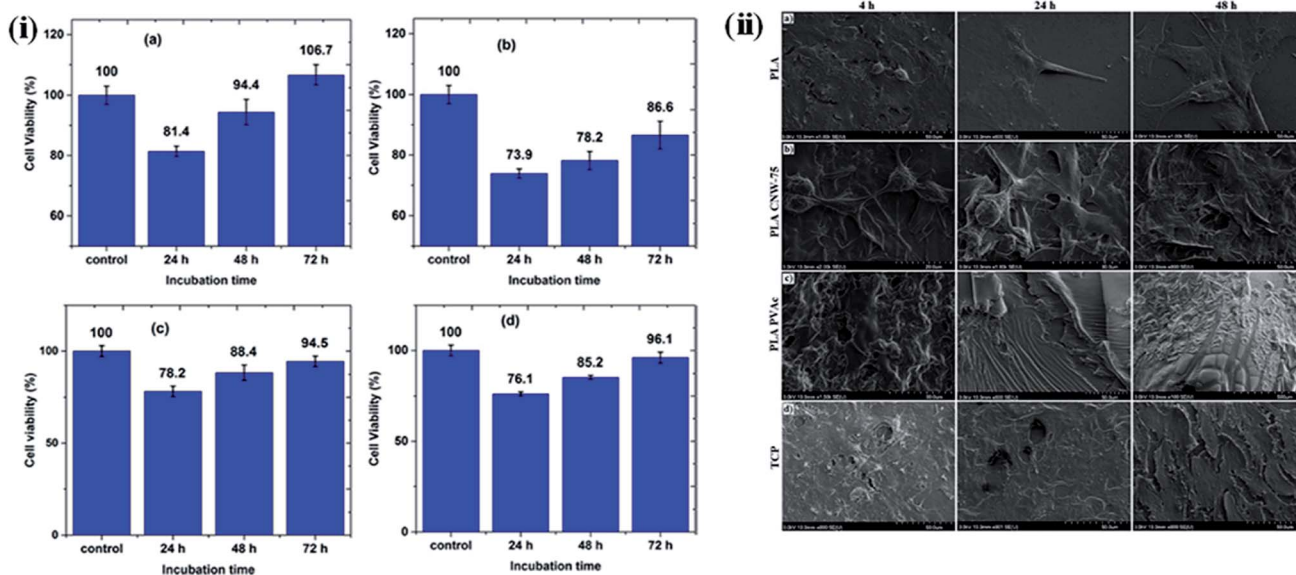 (i)
(a)
120
100
80
60
Cell Viability (%)
100
81.4
94.4
106.7
control 24 h 48 h 72 h
Incubation time
(b)
120
100
80
60
Cell Viability (%)
100
73.9
78.2
86.6
control 24 h 48 h 72 h
Incubation time
(c)
100
50
0
Cell viability (%)
100
78.2
88.4
94.5
control 24 h 48 h 72 h
Incubation time
(d)
100
50
0
Cell Viability (%)
100
76.1
85.2
96.1
control 24 h 48 h 72 h
Incubation time
(ii)
4 h 24 h 48 h
a)
PLA
b)
PLA CNW-75
c)
PLA PVAc
d)
TCP